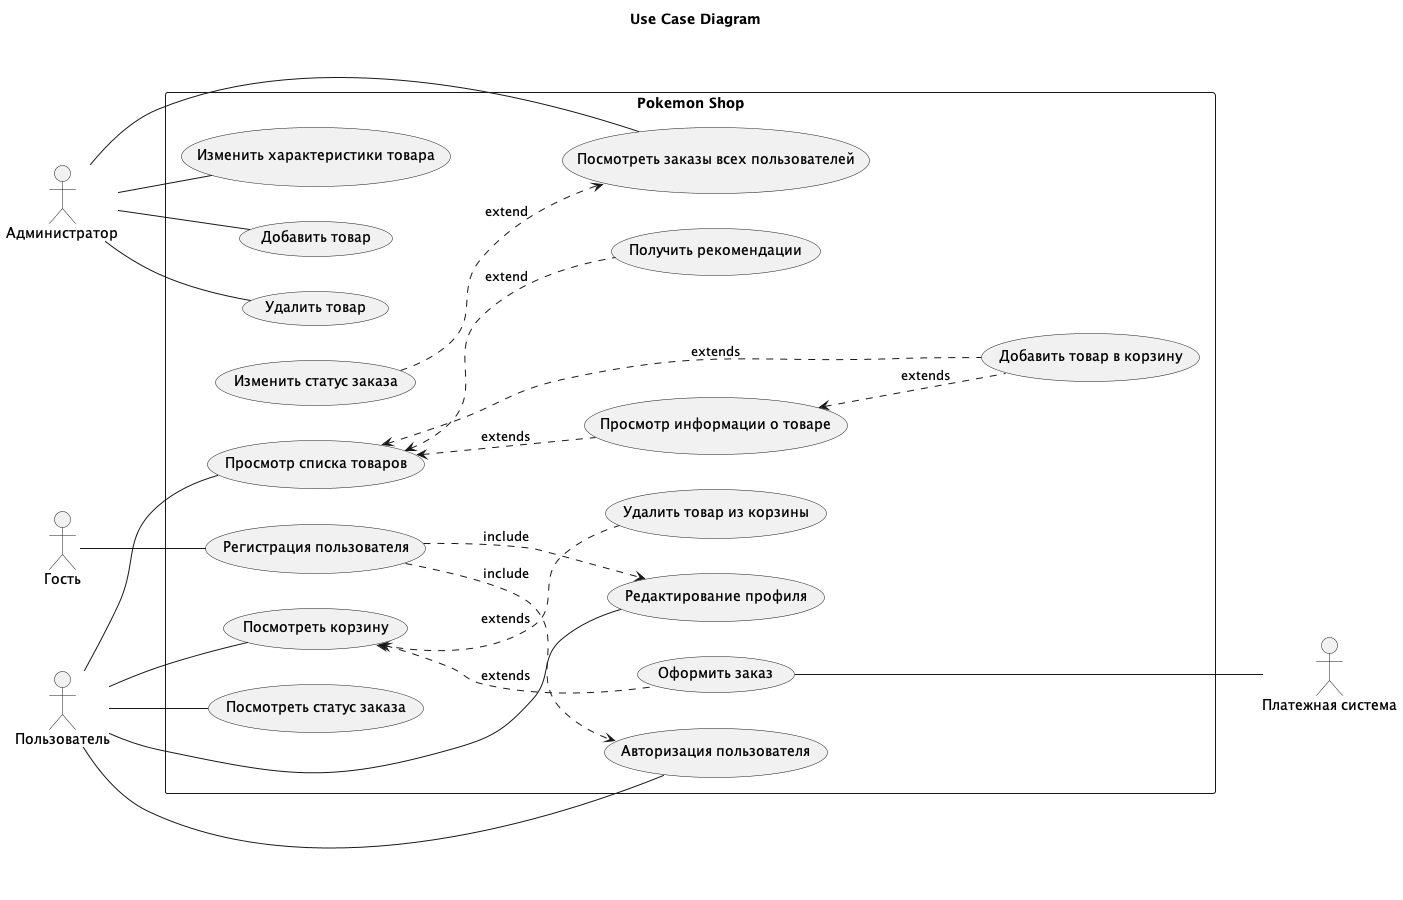 Use Case Diagram
Pokemon Shop
Изменить характеристики товара
Посмотреть заказы всех пользователей
extend
Администратор
Добавить товар
Получить рекомендации
extend
Удалить товар
extends
Добавить товар в корзину
Изменить статус заказа
extends
Просмотр информации о товаре
extends
Просмотр списка товаров
Удалить товар из корзины
include
Регистрация пользователя
Гость
include
Редактирование профиля
extends
Посмотреть корзину
extends
Оформить заказ
Платежная система
Посмотреть статус заказа
Пользователь
Авторизация пользователя